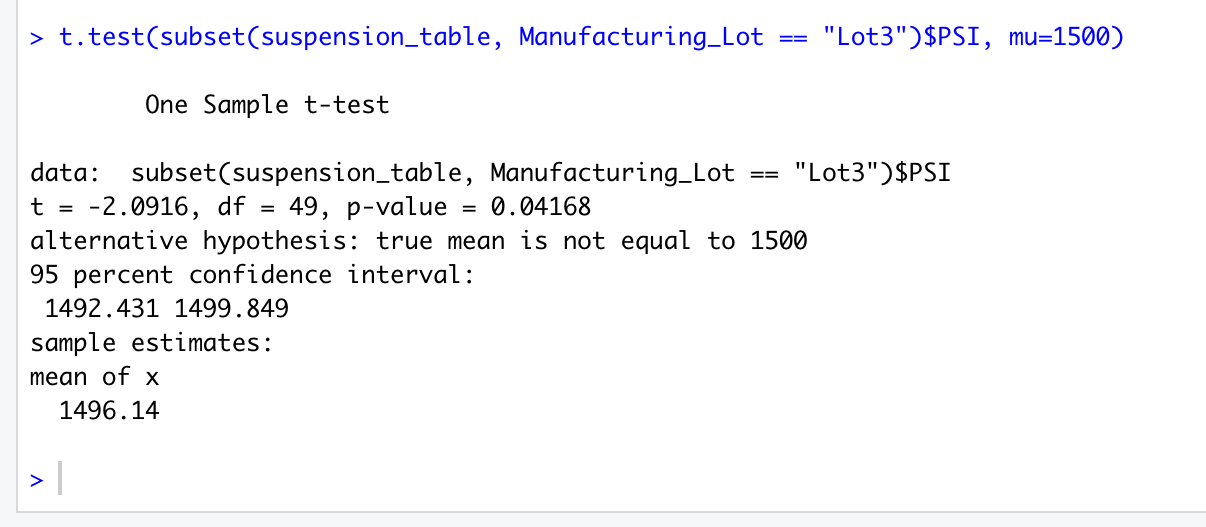 > t.test(subset(suspension_table, Manufacturing_Lot == "Lot3")$PSI, mu=1500)
One Sample t-test
data:  subset(suspension_table, Manufacturing_Lot == "Lot3")$PSI
t = -2.0916, df = 49, p-value = 0.04168
alternative hypothesis: true mean is not equal to 1500
95 percent confidence interval:
1492.431 1499.849
sample estimates:
mean of x
1496.14
>